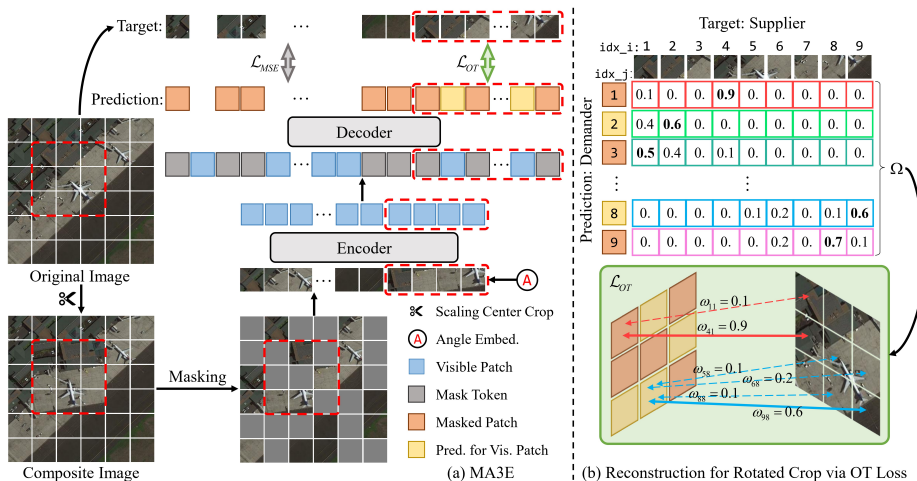 Target:
...
ℒMSE
ℒOT
Prediction:
...
Decoder
...
...
Encoder
...
A
Original Image
Scaling Center Crop
A Angle Embed.
Visible Patch
Mask Token
Masked Patch
Pred. for Vis. Patch
Masking
Composite Image
(a) MA3E
Target: Supplier
idx_i: 1 2 3 4 5 6 7 8 9
idx_j:
Prediction: Demander
1 0.1 0. 0. 0.9 0. 0. 0. 0. 0.
2 0.4 0.6 0. 0. 0. 0. 0. 0. 0.
3 0.5 0.4 0. 0.1 0. 0. 0. 0. 0.
⋮ ⋮
8 0. 0. 0. 0. 0.1 0.2 0. 0.1 0.6
9 0. 0. 0. 0. 0. 0.2 0. 0.7 0.1
Ω
ℒOT
ω11 = 0.1
ω41 = 0.9
ω58 = 0.1
ω68 = 0.2
ω88 = 0.1
ω98 = 0.6
(b) Reconstruction for Rotated Crop via OT Loss